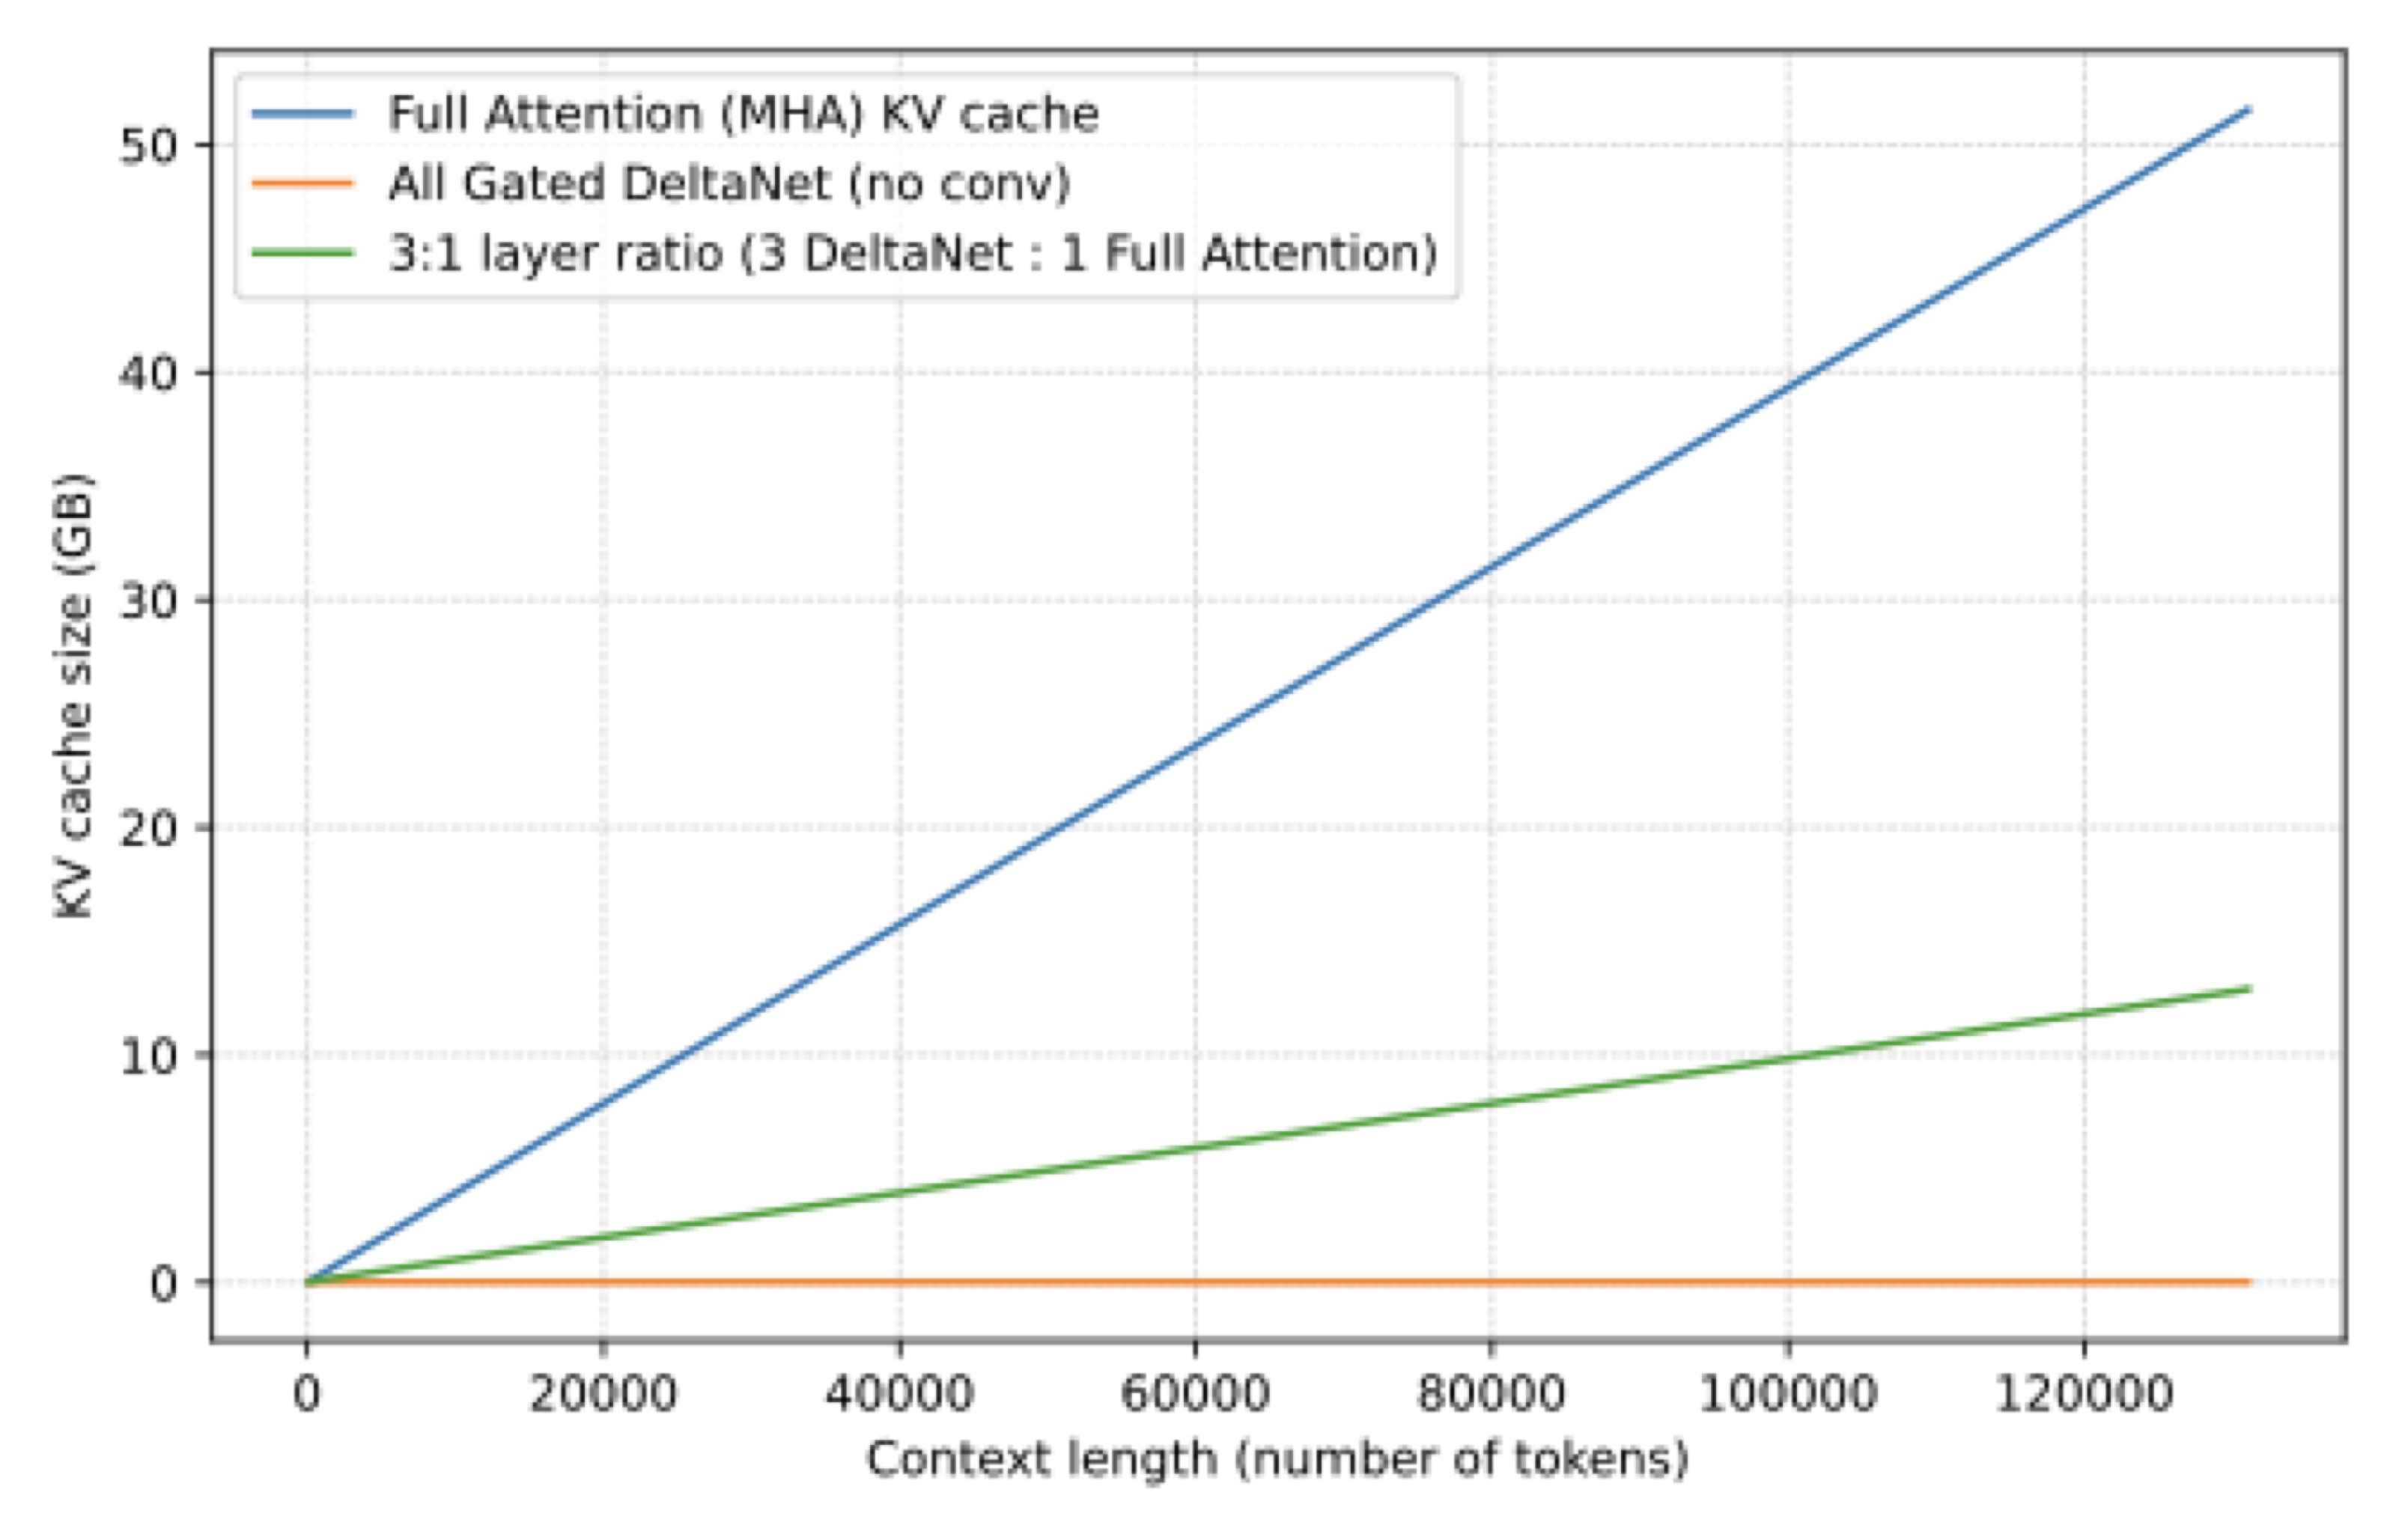 Full Attention (MHA) KV cache
All Gated DeltaNet (no conv)
3:1 layer ratio (3 DeltaNet : 1 Full Attention)
KV cache size (GB)
50
40
30
20
10
0
0 20000 40000 60000 80000 100000 120000
Context length (number of tokens)